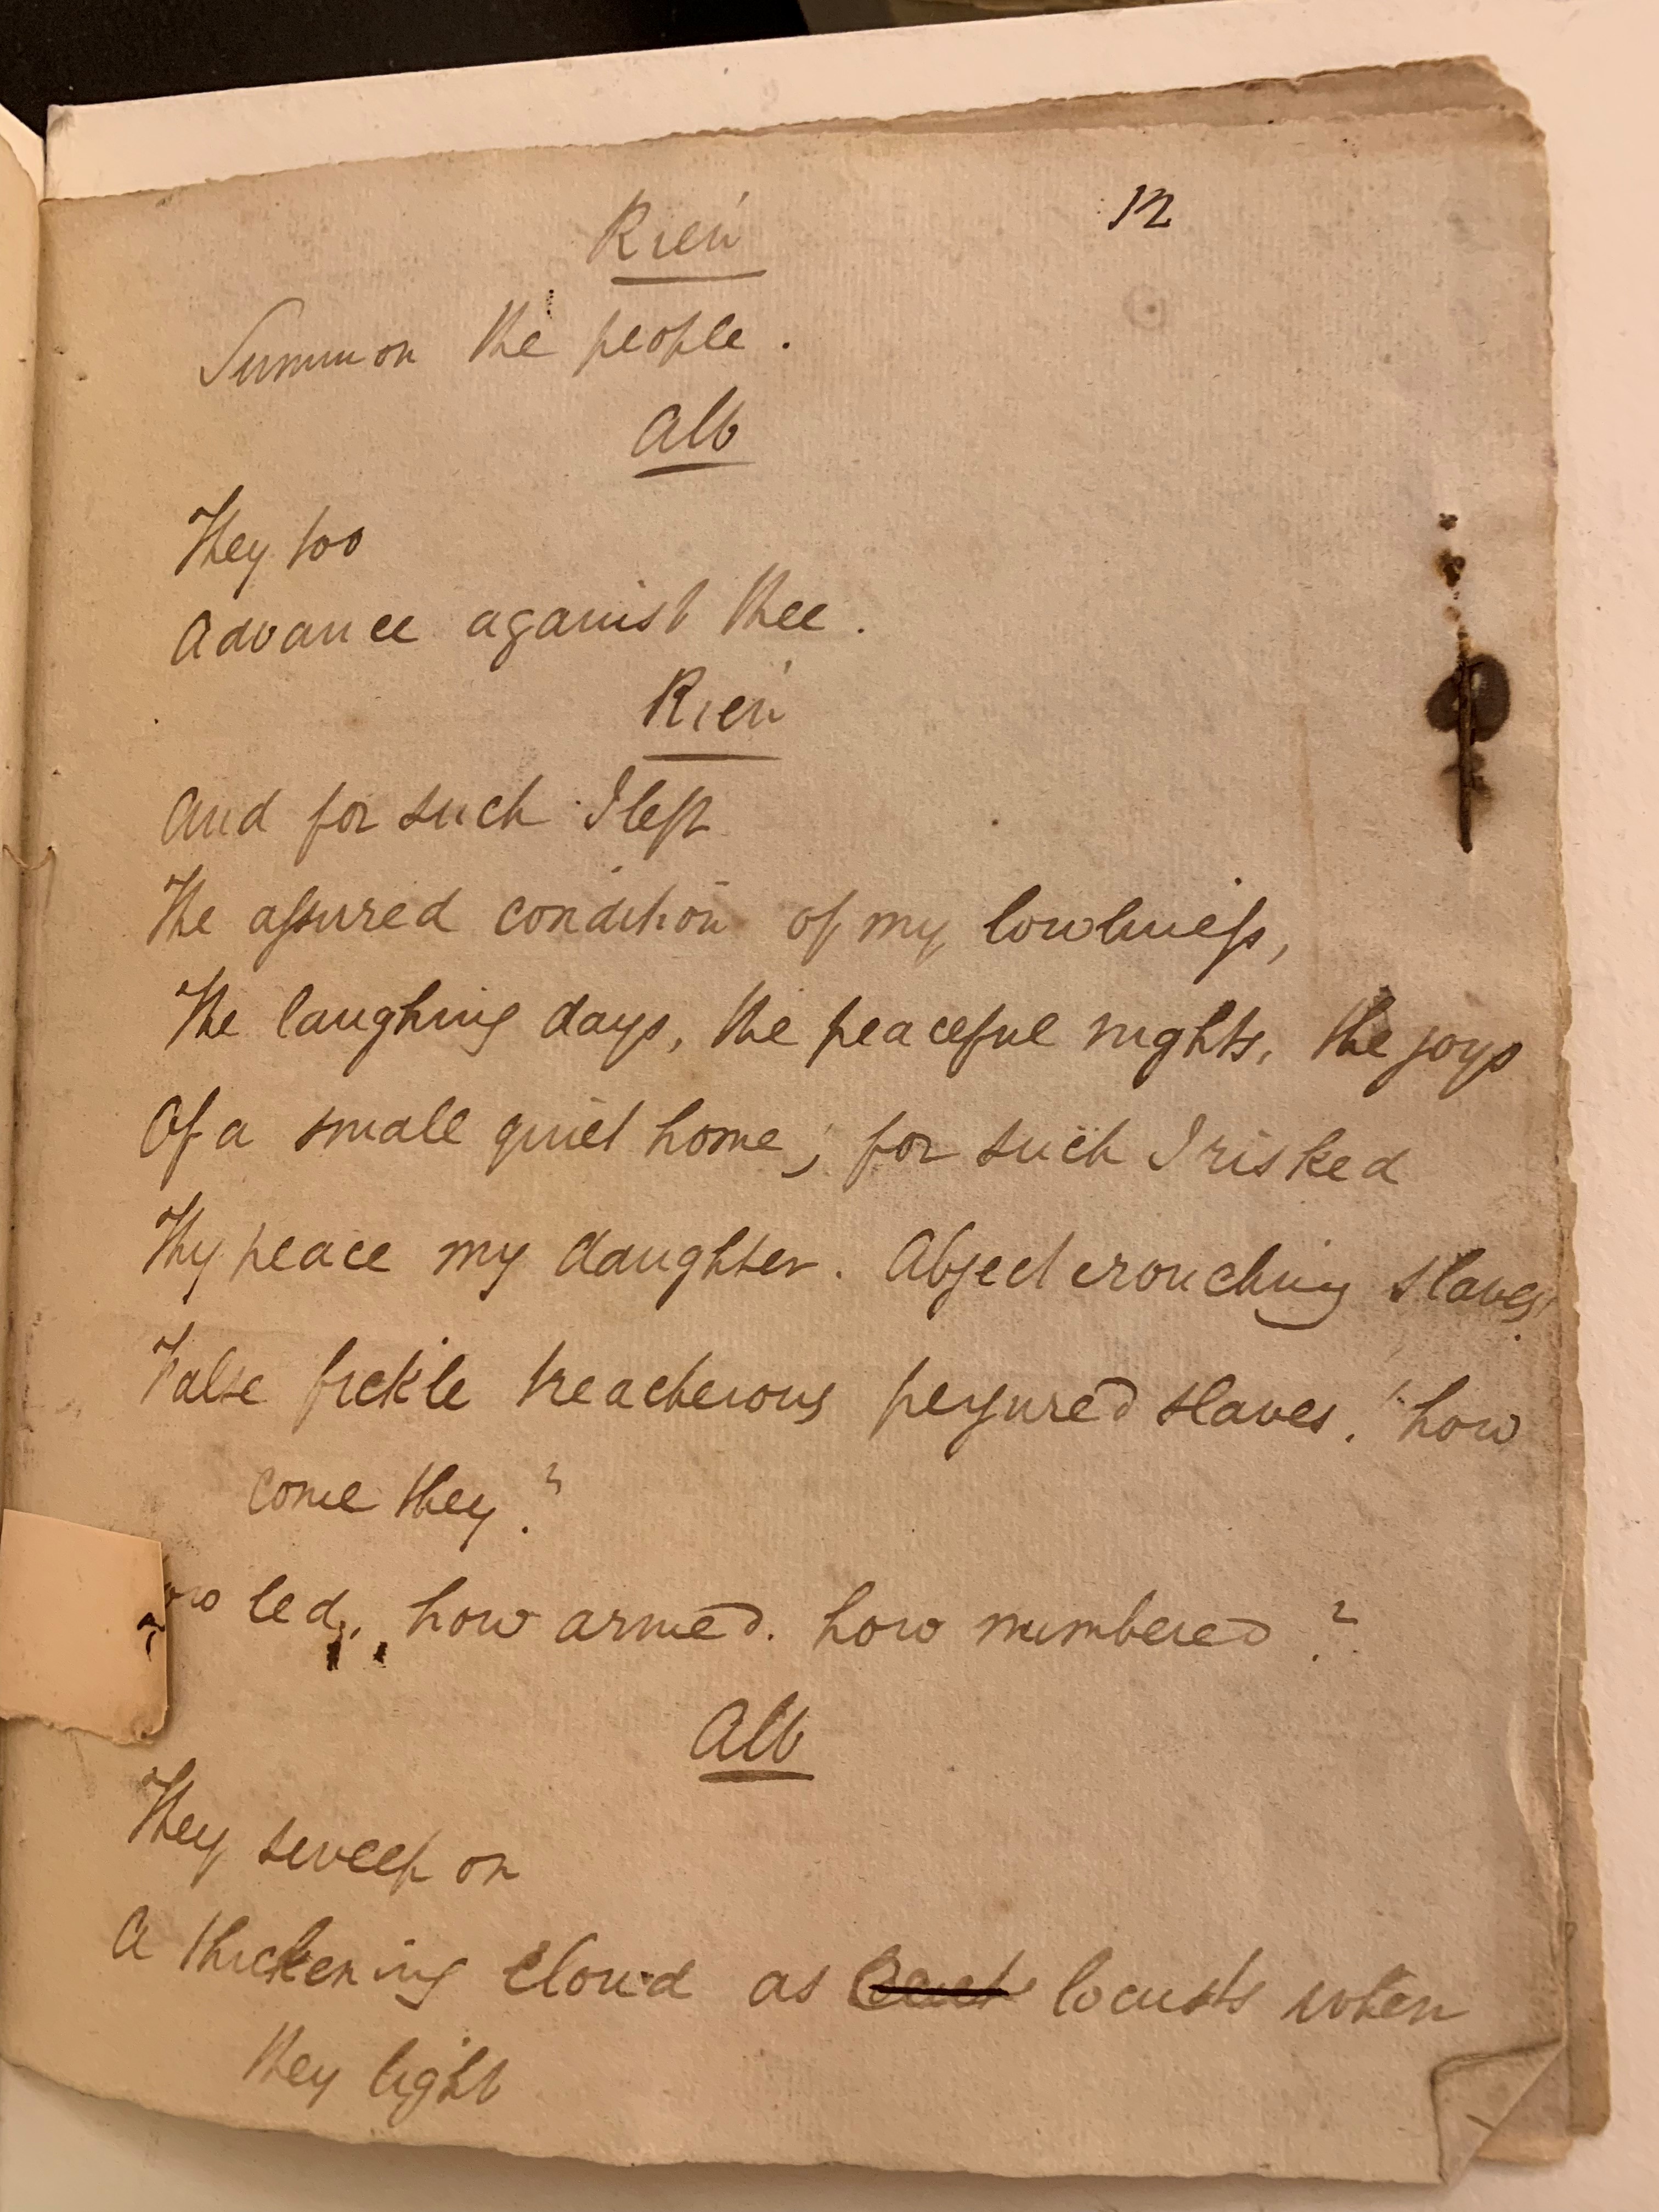 12
Rien
Summon the people.
Alb
They too
Advance against thee.
Rien
And for such I left
The assured condition of my lowliness,
The laughing days, the peaceful nights, the joys
Of a small quiet home; for such I risked
Thy peace my daughter. Abject crouching slaves!
False fickle treacherous perjured slaves! how
come they?
led, how armed. how numbered?
Alb
They sweep on
A thickening cloud as locusts when
they light